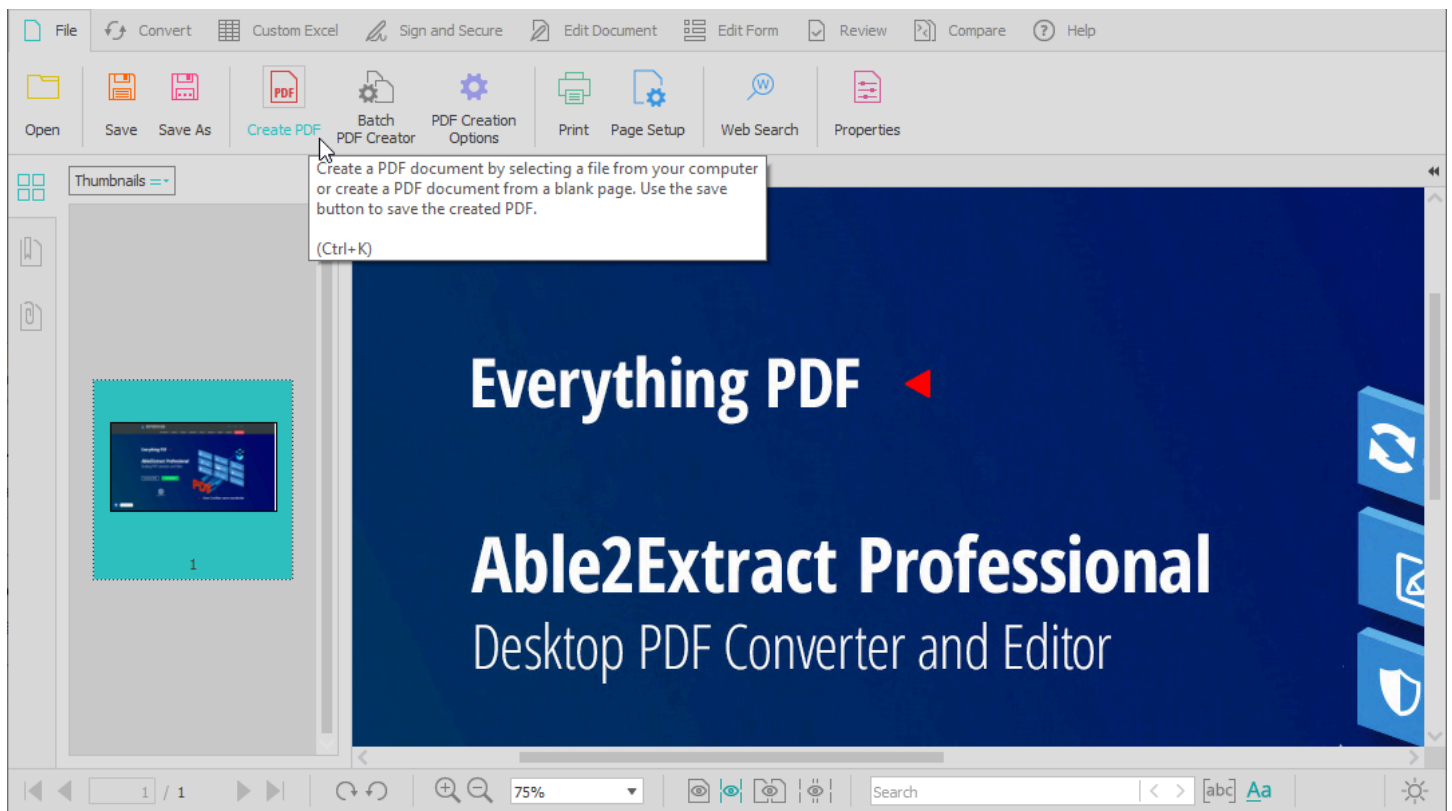 File Convert Custom Excel Sign and Secure Edit Document Edit Form Review Compare Help
PDF
W
Open Save Save As Create PDF Batch PDF Creator PDF Creation Options Print Page Setup Web Search Properties
Create a PDF document by selecting a file from your computer
or create a PDF document from a blank page. Use the save
button to save the created PDF.
(Ctrl+K)
Thumbnails
Everything PDF
Able2Extract Professional
Desktop PDF Converter and Editor
PDF
1
1 / 1 75% Search [abc] Aa